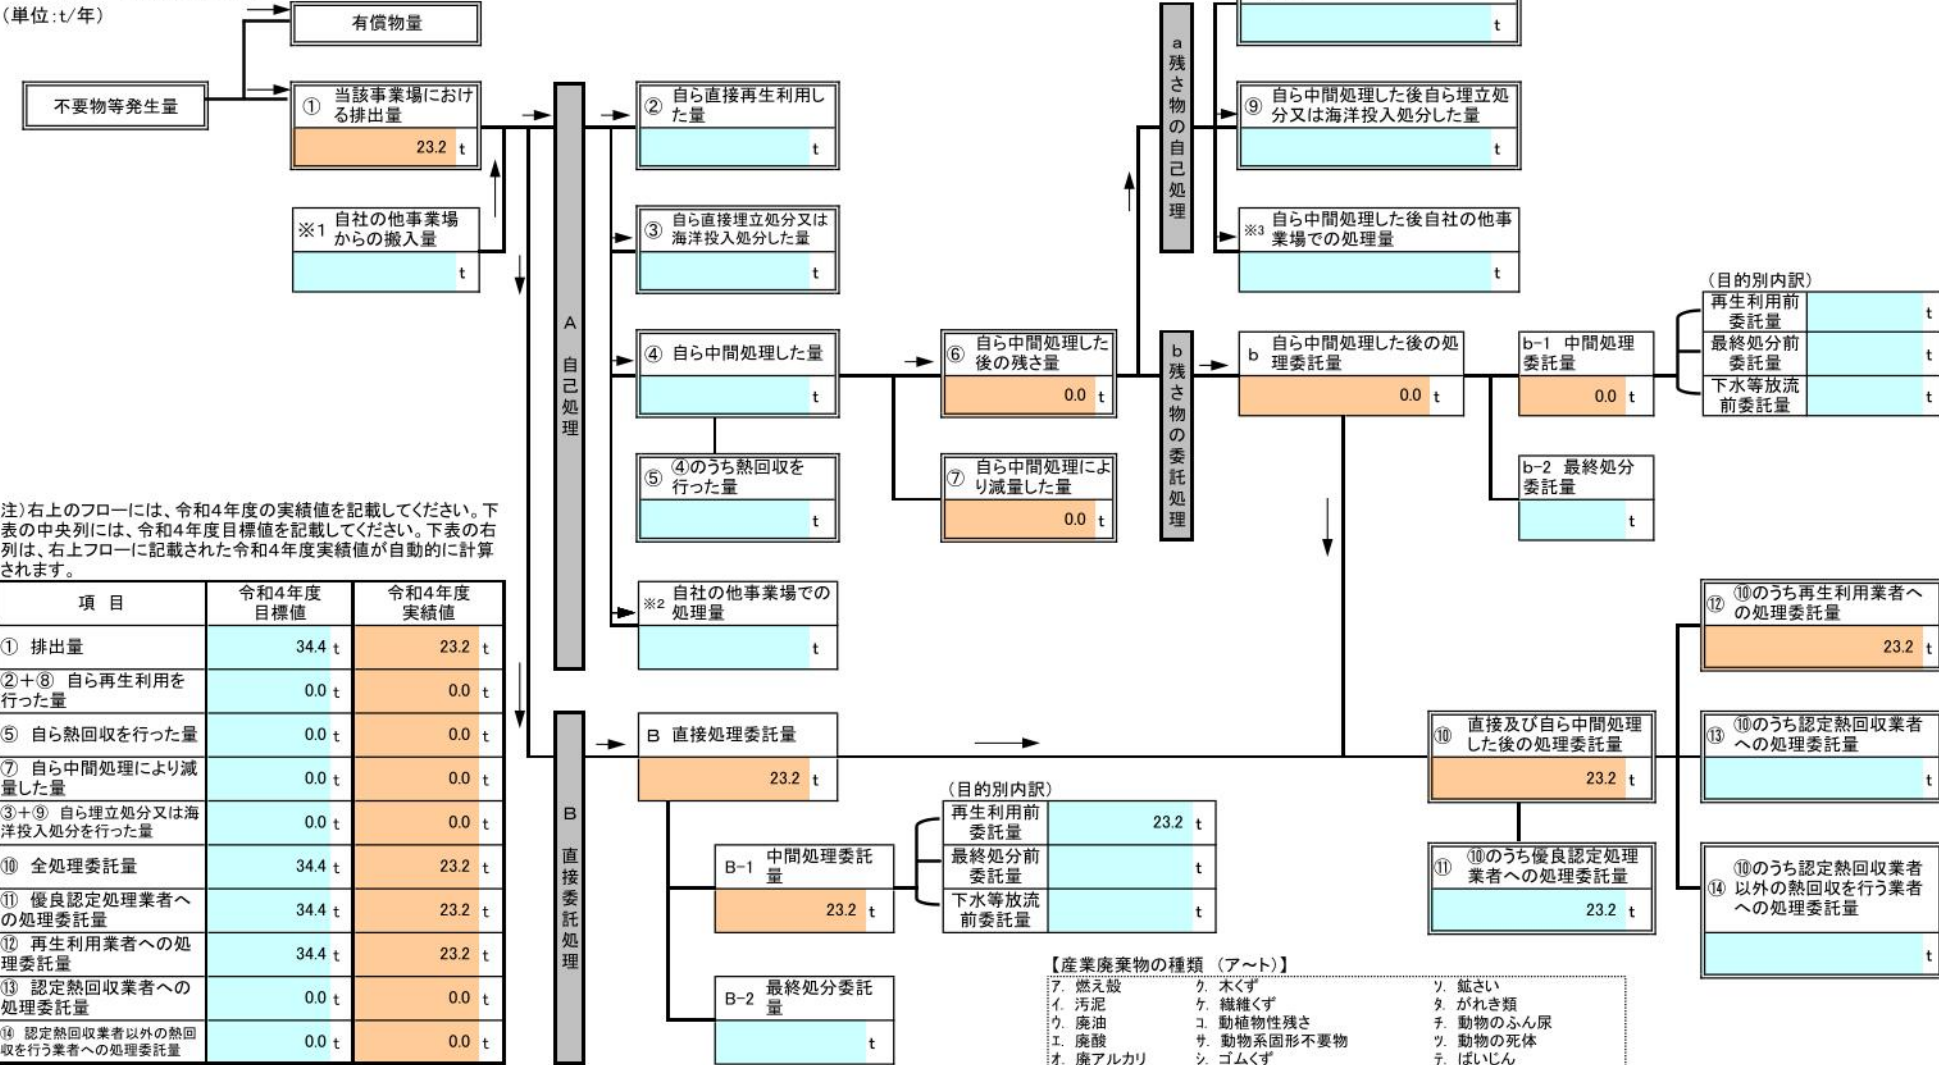 (単位:t/年)
有償物量
不要物等発生量
① 当該事業場におけ
る排出量
23.2 t
※1 自社の他事業場
からの搬入量
t
A 自己処理
② 自ら直接再生利用し
た量
t
③ 自ら直接埋立処分又は
海洋投入処分した量
t
④ 自ら中間処理した量
t
⑤ ④のうち熱回収を
行った量
t
※2 自社の他事業場での
処理量
t
⑥ 自ら中間処理した
後の残さ量
0.0 t
⑦ 自ら中間処理によ
り減量した量
0.0 t
a 残さ物の自己処理
t
⑨ 自ら中間処理した後自ら埋立処
分又は海洋投入処分した量
t
※3 自ら中間処理した後自社の他事
業場での処理量
t
b 残さ物の委託処理
b 自ら中間処理した後の処
理委託量
0.0 t
b-1 中間処理
委託量
0.0 t
b-2 最終処分
委託量
t
(目的別内訳)
再生利用前
委託量
t
最終処分前
委託量
t
下水等放流
前委託量
t
注)右上のフローには、令和4年度の実績値を記載してください。下
表の中央列には、令和4年度目標値を記載してください。下表の右
列は、右上フローに記載された令和4年度実績値が自動的に計算
されます。
項 目 令和4年度
目標値 令和4年度
実績値
① 排出量 34.4 t 23.2 t
②+⑧ 自ら再生利用を
行った量 0.0 t 0.0 t
⑤ 自ら熱回収を行った量 0.0 t 0.0 t
⑦ 自ら中間処理により減
量した量 0.0 t 0.0 t
③+⑨ 自ら埋立処分又は海
洋投入処分を行った量 0.0 t 0.0 t
⑩ 全処理委託量 34.4 t 23.2 t
⑪ 優良認定処理業者へ
の処理委託量 34.4 t 23.2 t
⑫ 再生利用業者への処
理委託量 34.4 t 23.2 t
⑬ 認定熱回収業者への
処理委託量 0.0 t 0.0 t
⑭ 認定熱回収業者以外の熱回
収を行う業者への処理委託量 0.0 t 0.0 t
B 直接委託処理
B 直接処理委託量
23.2 t
B-1 中間処理委託
量
23.2 t
B-2 最終処分委託
量
t
(目的別内訳)
再生利用前
委託量
23.2 t
最終処分前
委託量
t
下水等放流
前委託量
t
⑩ 直接及び自ら中間処理
した後の処理委託量
23.2 t
⑪ ⑩のうち優良認定処理
業者への処理委託量
23.2 t
⑫ ⑩のうち再生利用業者へ
の処理委託量
23.2 t
⑬ ⑩のうち認定熱回収業者
への処理委託量
t
⑭ ⑩のうち認定熱回収業者
以外の熱回収を行う業者
への処理委託量
t
【産業廃棄物の種類 (ア~ト)】
ア. 燃え殻 ク. 木くず ソ. 鉱さい
イ. 汚泥 ケ. 繊維くず タ. がれき類
ウ. 廃油 コ. 動植物性残さ チ. 動物のふん尿
エ. 廃酸 サ. 動物系固形不要物 ツ. 動物の死体
オ. 廃アルカリ シ. ゴムくず テ. ばいじん